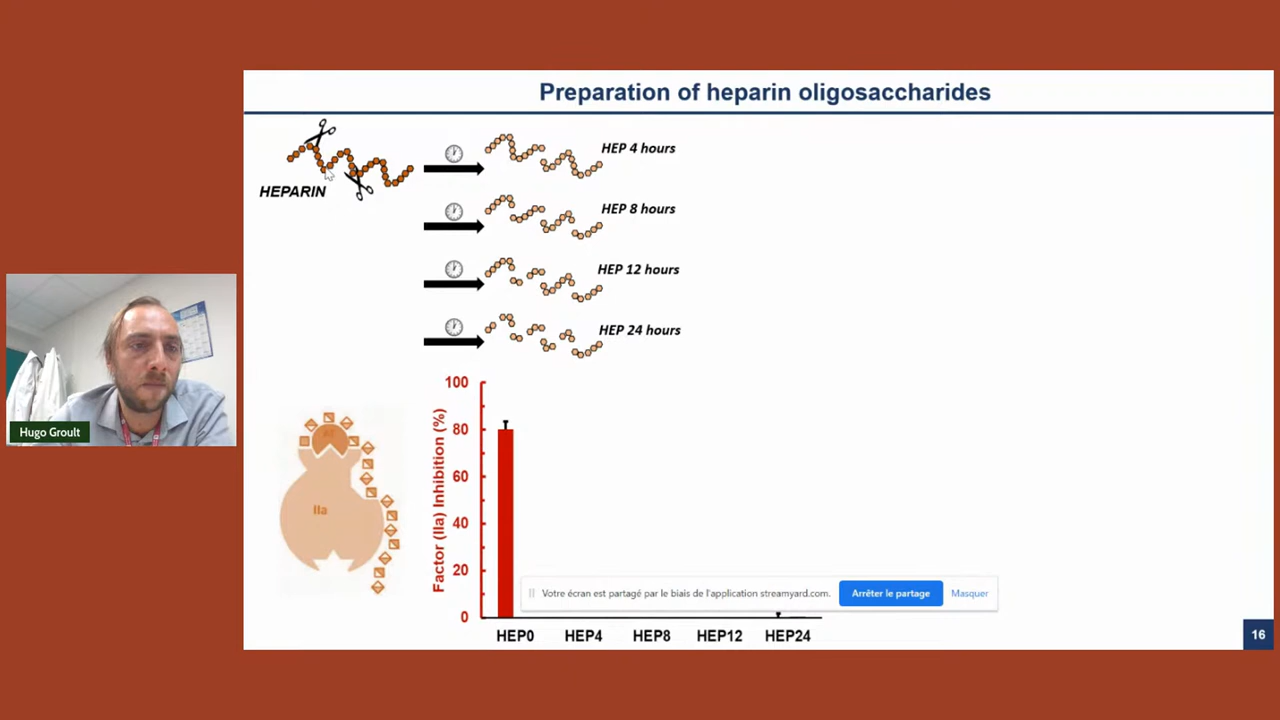 Preparation of heparin oligosaccharides
HEPARIN
HEP 4 hours
HEP 8 hours
HEP 12 hours
HEP 24 hours
Hugo Groult
IIa
Factor (IIa) Inhibition (%)
100
80
60
40
20
0
Votre écran est partagé par le biais de l'application streamyard.com.
Arrêter le partage
Masquer
HEP0
HEP4
HEP8
HEP12
HEP24
16